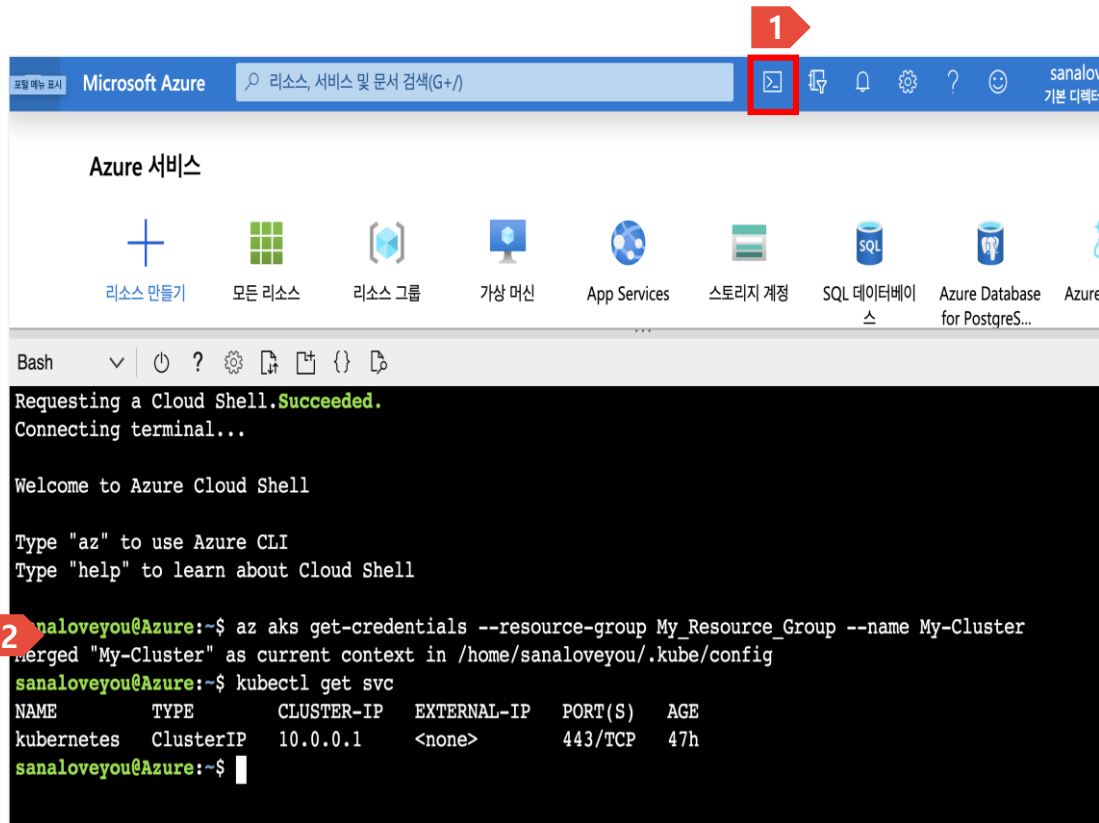 1
포털 메뉴 표시
Microsoft Azure
리소스, 서비스 및 문서 검색(G+/)
sanalov
기본 디렉터
Azure 서비스
리소스 만들기
모든 리소스
리소스 그룹
가상 머신
App Services
스토리지 계정
SQL 데이터베이
스
Azure Database
for PostgreS...
Azure
SQL
Bash
Requesting a Cloud Shell.Succeeded.
Connecting terminal...
Welcome to Azure Cloud Shell
Type "az" to use Azure CLI
Type "help" to learn about Cloud Shell
2
naloveyou@Azure:~$ az aks get-credentials --resource-group My_Resource_Group --name My-Cluster
Merged "My-Cluster" as current context in /home/sanaloveyou/.kube/config
sanaloveyou@Azure:~$ kubectl get svc
NAME TYPE CLUSTER-IP EXTERNAL-IP PORT(S) AGE
kubernetes ClusterIP 10.0.0.1 <none> 443/TCP 47h
sanaloveyou@Azure:~$